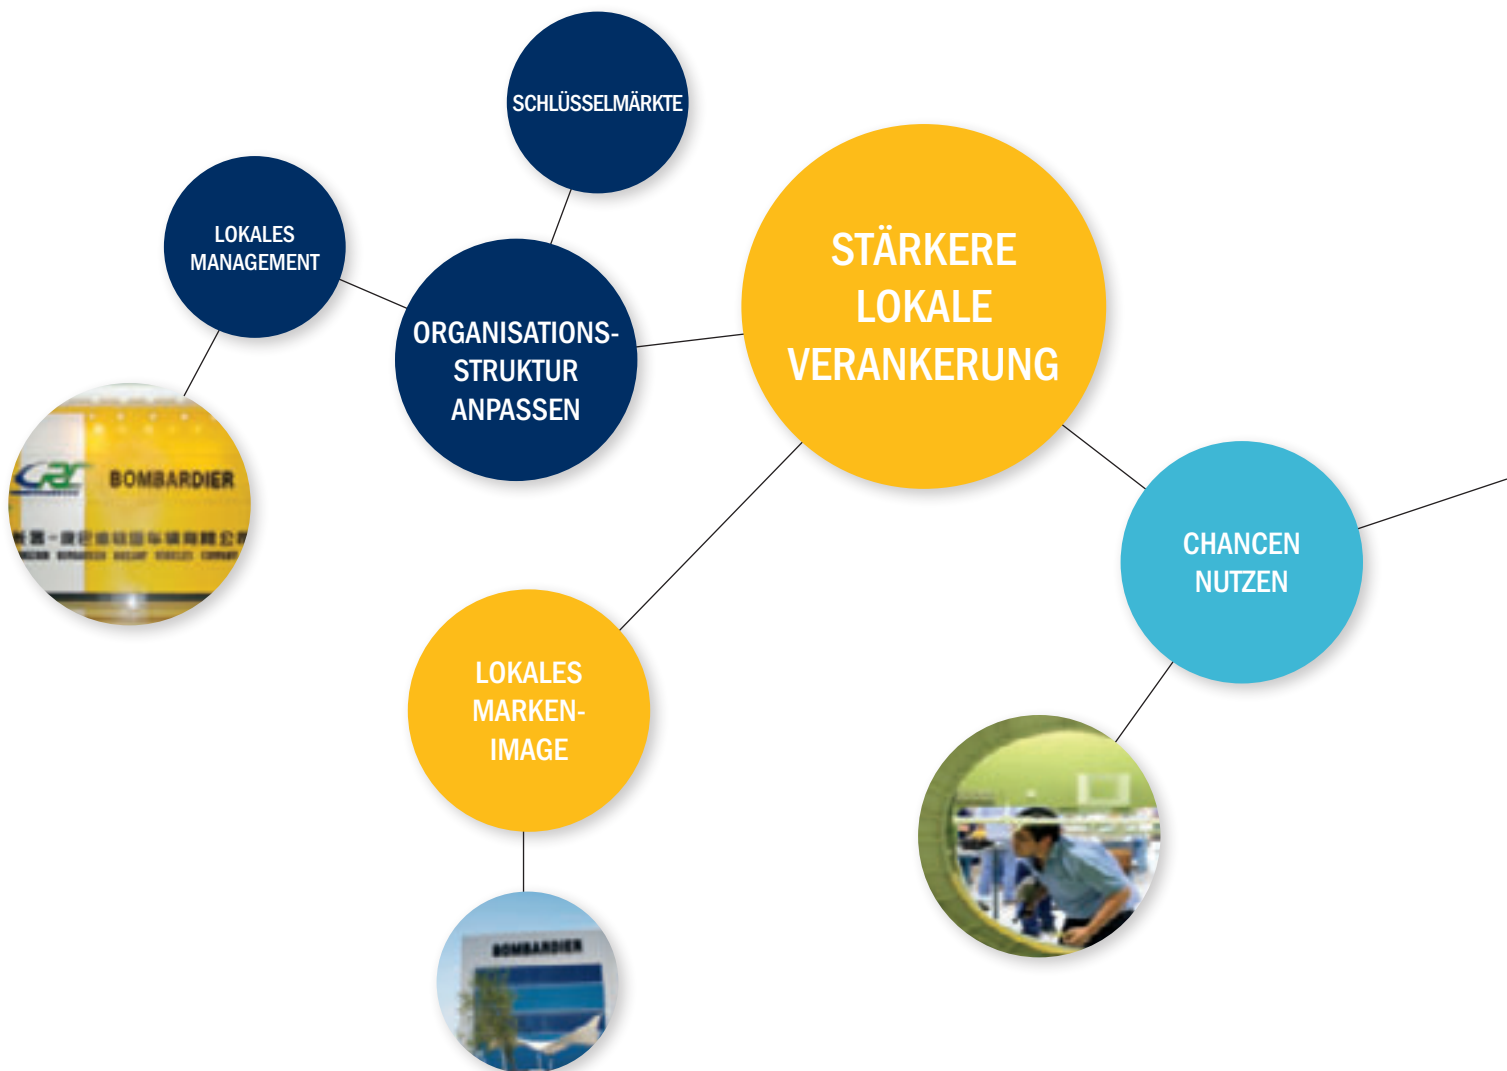 SCHLÜSSELMÄRKTE
LOKALES
MANAGEMENT
ORGANISATIONS-
STRUKTUR
ANPASSEN
STÄRKERE
LOKALE
VERANKERUNG
BOMBARDIER
CHANCEN
NUTZEN
LOKALES
MARKEN-
IMAGE
BOMBARDIER